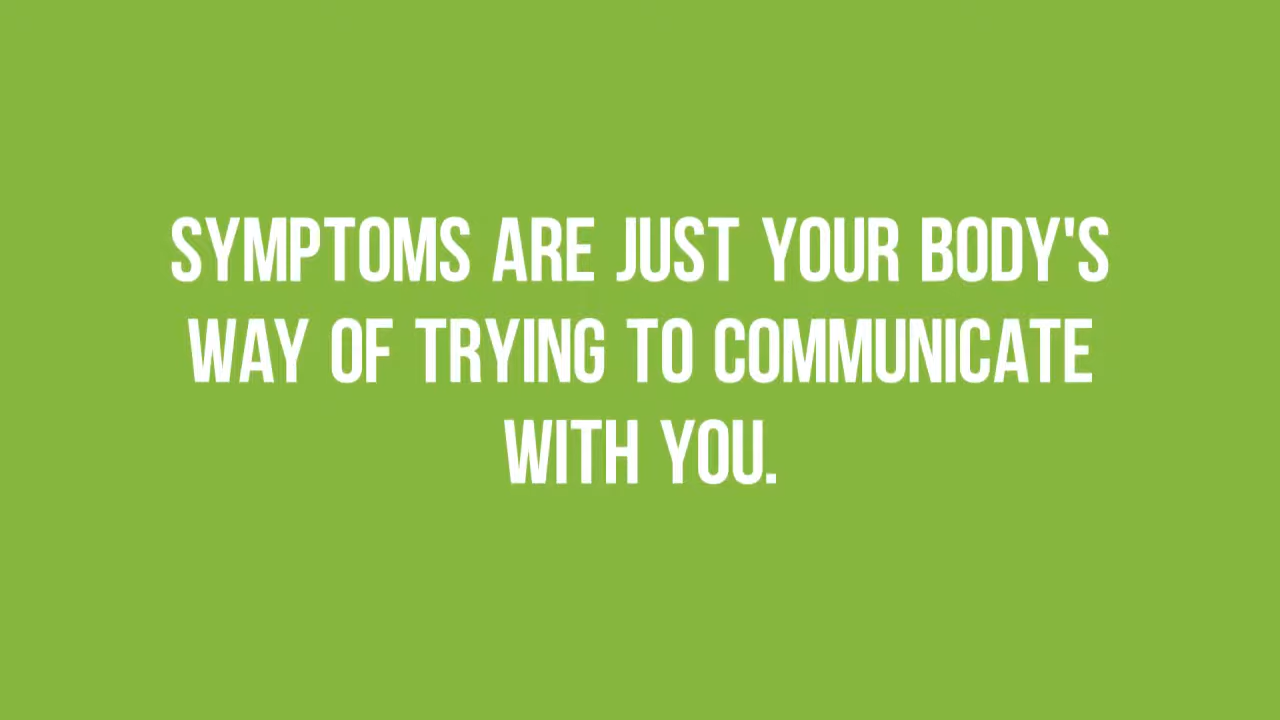 SYMPTOMS ARE JUST YOUR BODY'S
WAY OF TRYING TO COMMUNICATE
WITH YOU.